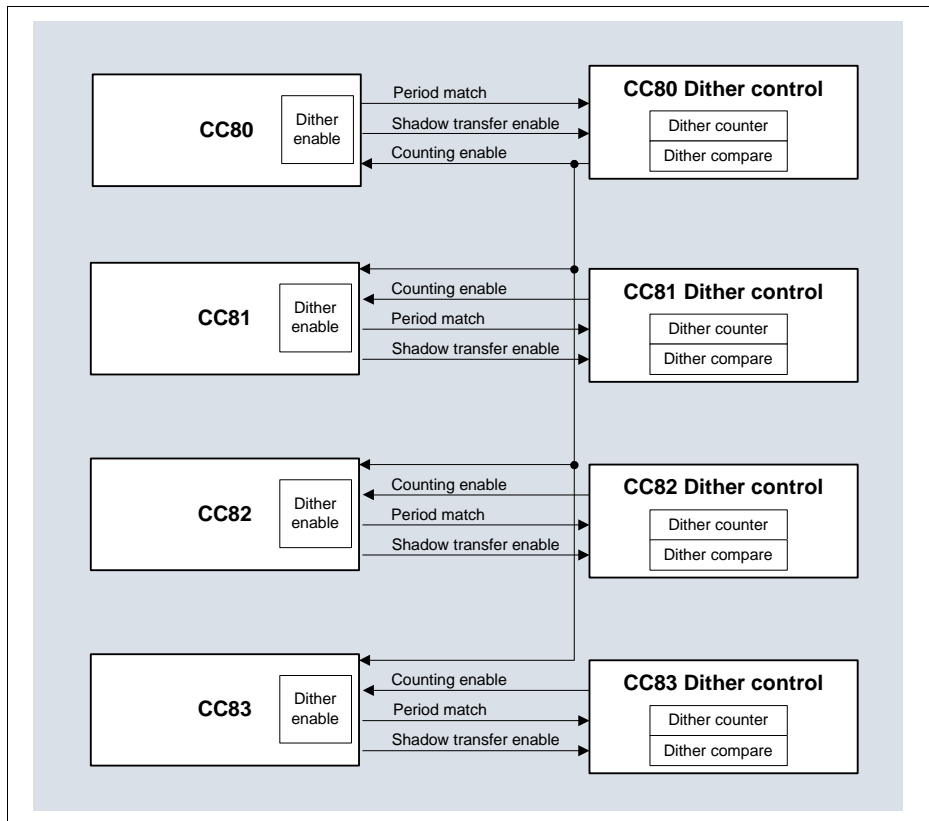 CC80
Dither
enable
Period match
Shadow transfer enable
Counting enable
CC80 Dither control
Dither counter
Dither compare
CC81
Dither
enable
Counting enable
Period match
Shadow transfer enable
CC81 Dither control
Dither counter
Dither compare
CC82
Dither
enable
Counting enable
Period match
Shadow transfer enable
CC82 Dither control
Dither counter
Dither compare
CC83
Dither
enable
Counting enable
Period match
Shadow transfer enable
CC83 Dither control
Dither counter
Dither compare